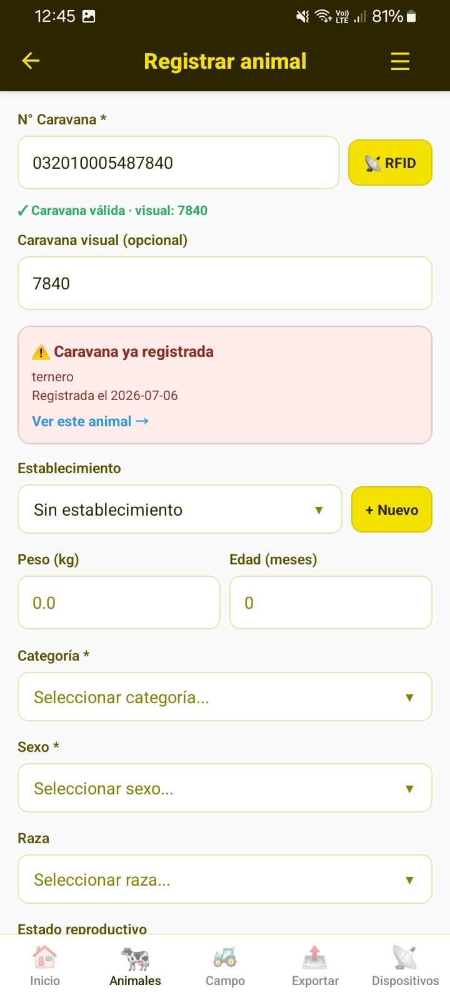 12:45 Vo)) LTE 81%
Registrar animal
N° Caravana *
032010005487840 RFID
✓ Caravana válida · visual: 7840
Caravana visual (opcional)
7840
⚠️ Caravana ya registrada
ternero
Registrada el 2026-07-06
Ver este animal →
Establecimiento
Sin establecimiento ▼ + Nuevo
Peso (kg) Edad (meses)
0.0 0
Categoría *
Seleccionar categoría... ▼
Sexo *
Seleccionar sexo... ▼
Raza
Seleccionar raza... ▼
Estado reproductivo
Inicio Animales Campo Exportar Dispositivos